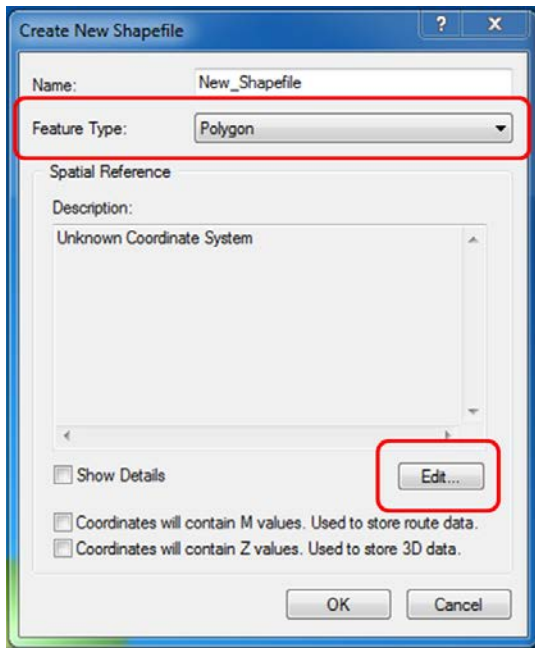 Create New Shapefile
? X
Name: New_Shapefile
Feature Type: Polygon
Spatial Reference
Description:
Unknown Coordinate System
Show Details Edit...
Coordinates will contain M values. Used to store route data.
Coordinates will contain Z values. Used to store 3D data.
OK Cancel